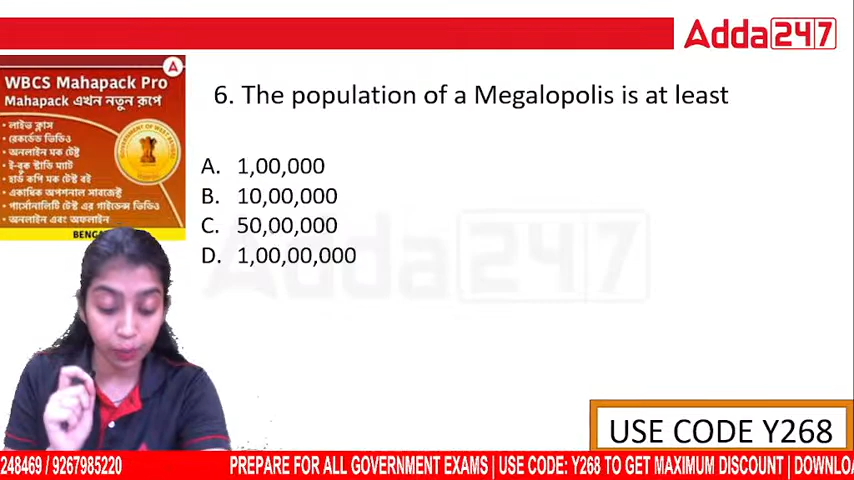 Adda247
A
WBCS Mahapack Pro
Mahapack এখন নতুন রূপে
• লাইভ ক্লাস
• রেকর্ডেড ভিডিও
• অনলাইন মক টেস্ট
• ই-বুক স্টাডি ম্যাট
• হার্ড কপি মক টেস্ট বই
• একাধিক অপশনাল সাবজেক্ট
• পার্সোনালিটি টেস্ট এর গাইডেন্স ভিডিও
• অনলাইন এবং অফলাইন
BENGA
6. The population of a Megalopolis is at least
A. 1,00,000
B. 10,00,000
C. 50,00,000
D. 1,00,00,000
Adda247
USE CODE Y268
248469 / 9267985220 PREPARE FOR ALL GOVERNMENT EXAMS | USE CODE: Y268 TO GET MAXIMUM DISCOUNT | DOWNLOA